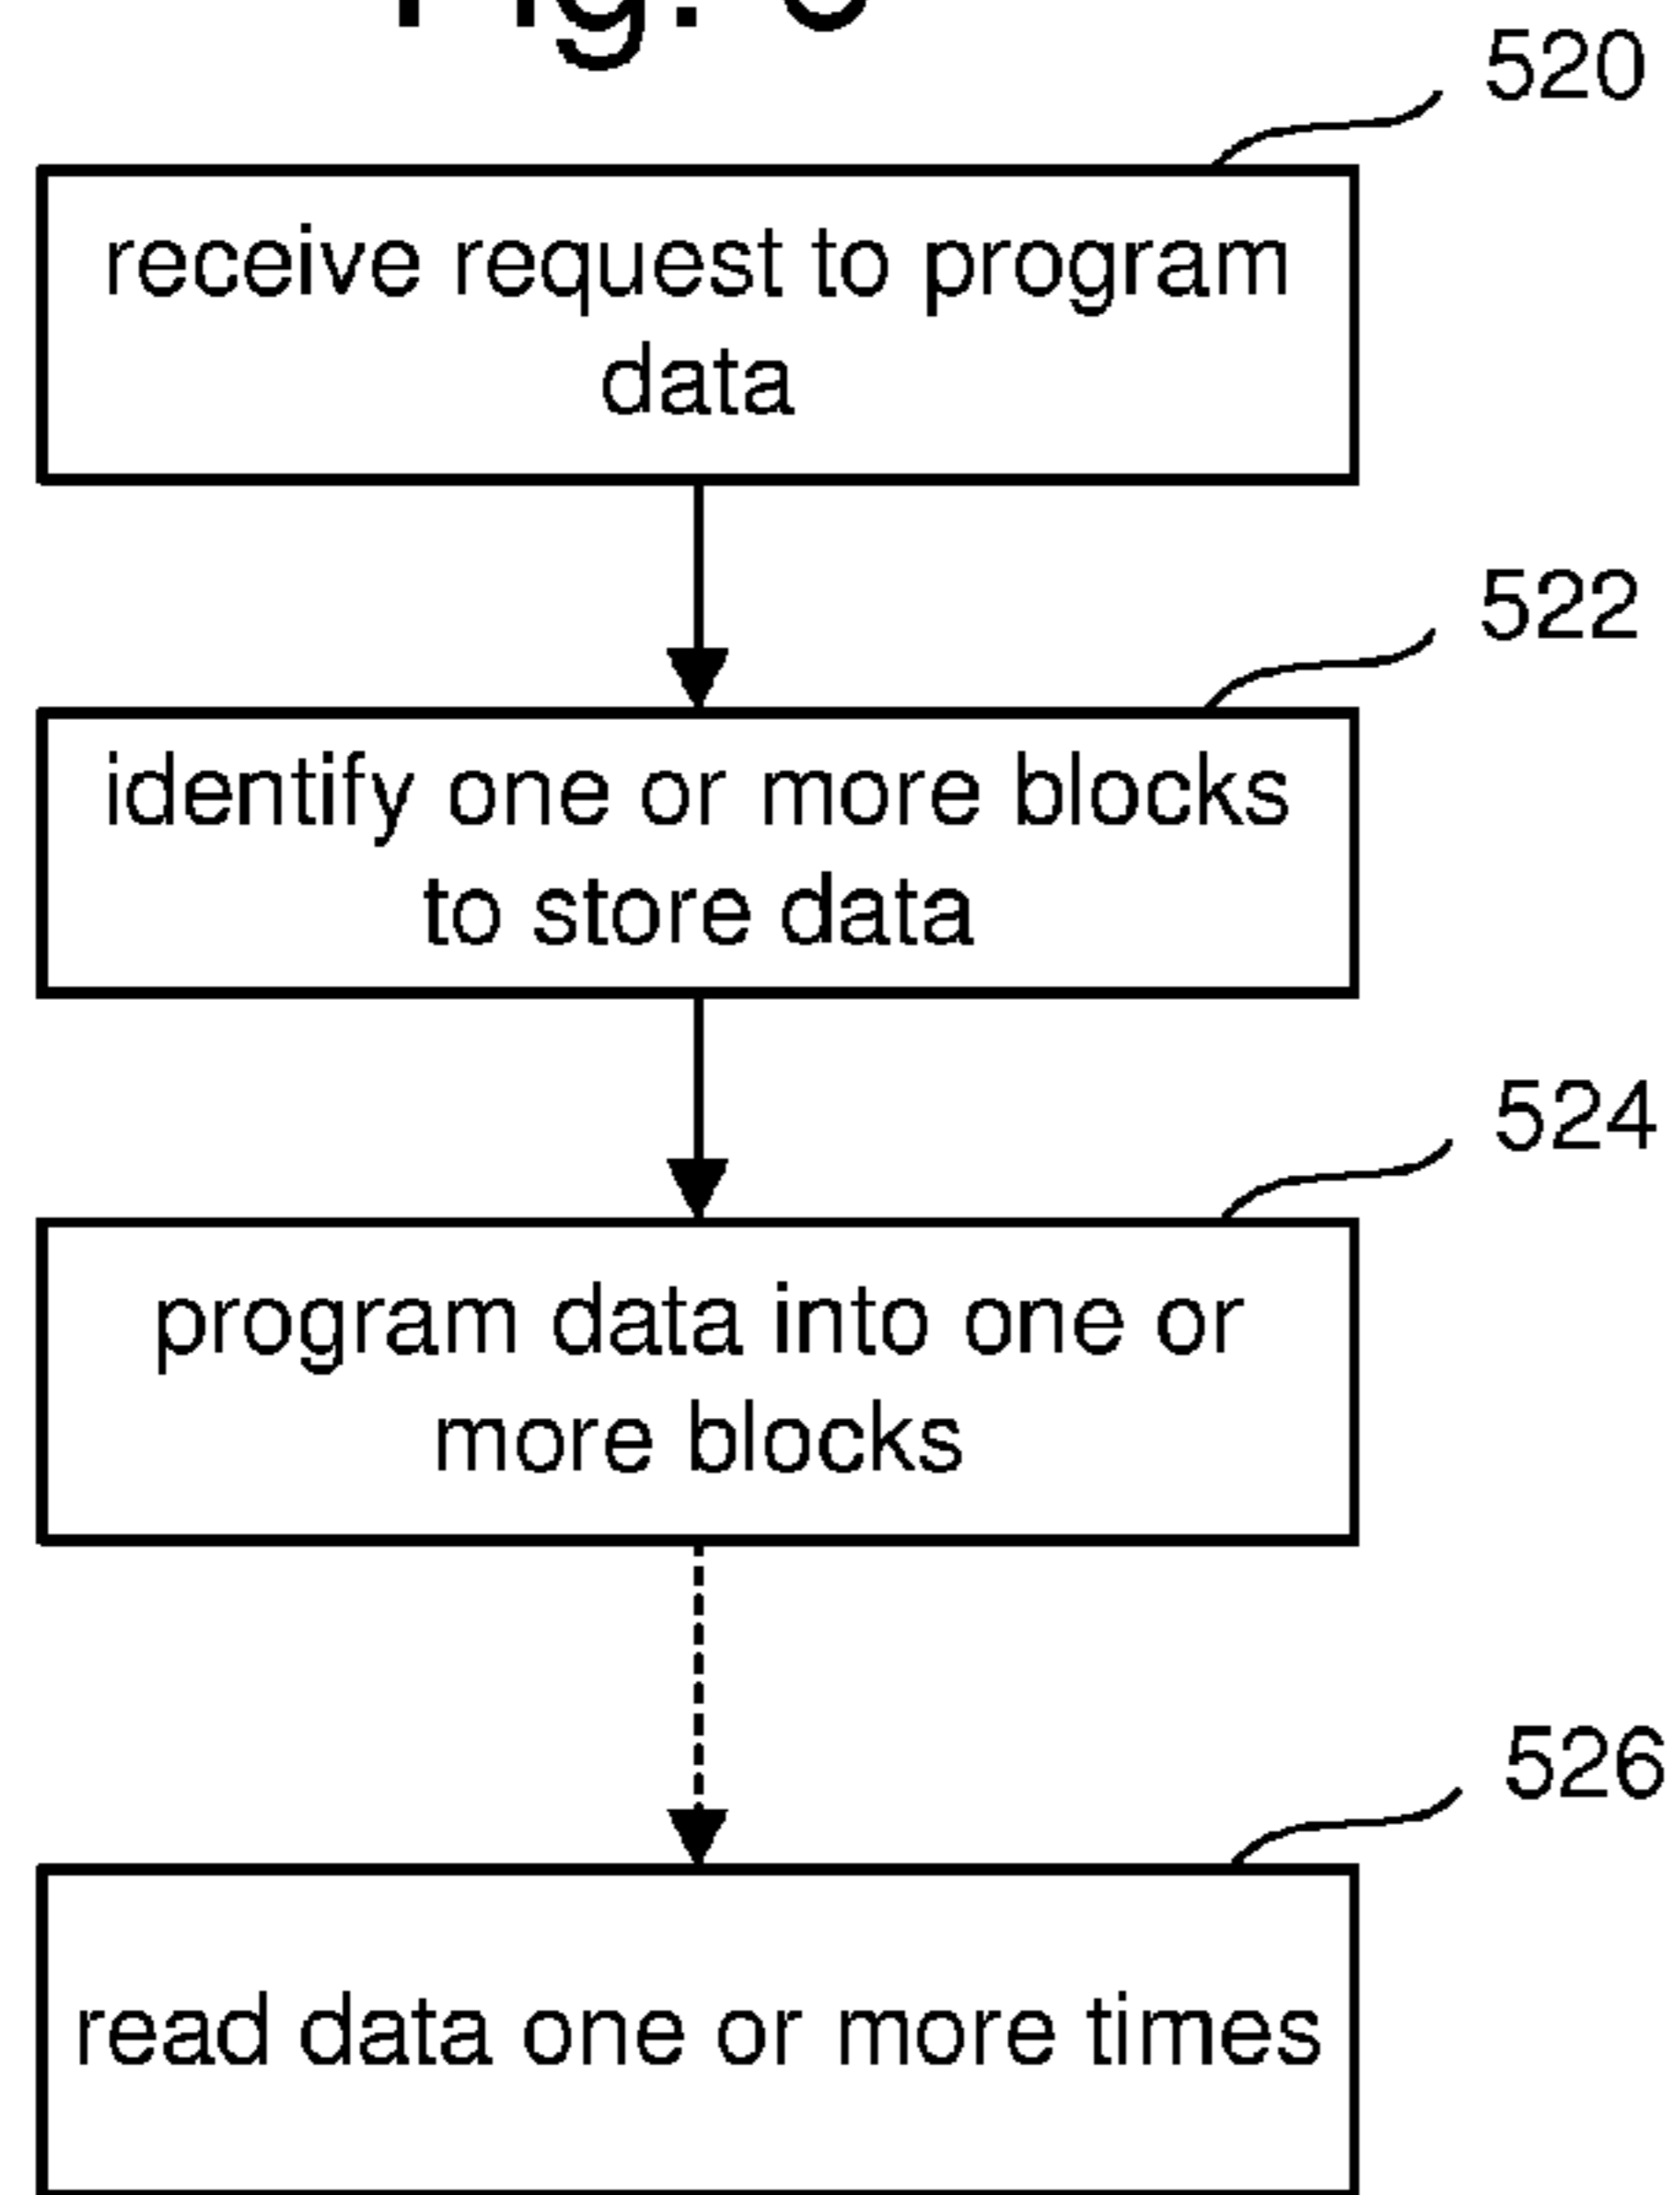 520
receive request to program
data
522
identify one or more blocks
to store data
524
program data into one or
more blocks
526
read data one or more times